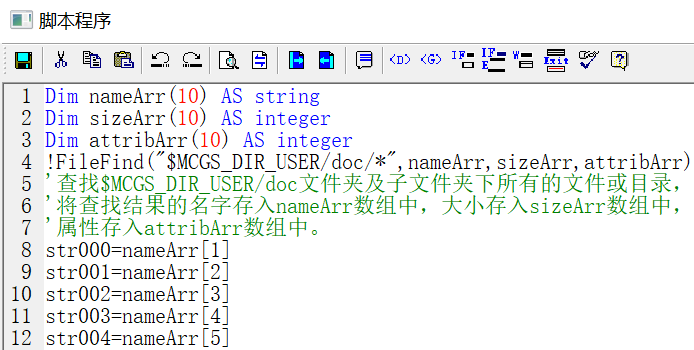 脚本程序
<D> <G> IF= IF= E W= Exit
1 Dim nameArr(10) AS string
2 Dim sizeArr(10) AS integer
3 Dim attribArr(10) AS integer
4 !FileFind("$MCGS_DIR_USER/doc/*",nameArr,sizeArr,attribArr)
5 '查找$MCGS_DIR_USER/doc文件夹及子文件夹下所有的文件或目录，
6 '将查找结果的名字存入nameArr数组中，大小存入sizeArr数组中，
7 '属性存入attribArr数组中。
8 str000=nameArr[1]
9 str001=nameArr[2]
10 str002=nameArr[3]
11 str003=nameArr[4]
12 str004=nameArr[5]